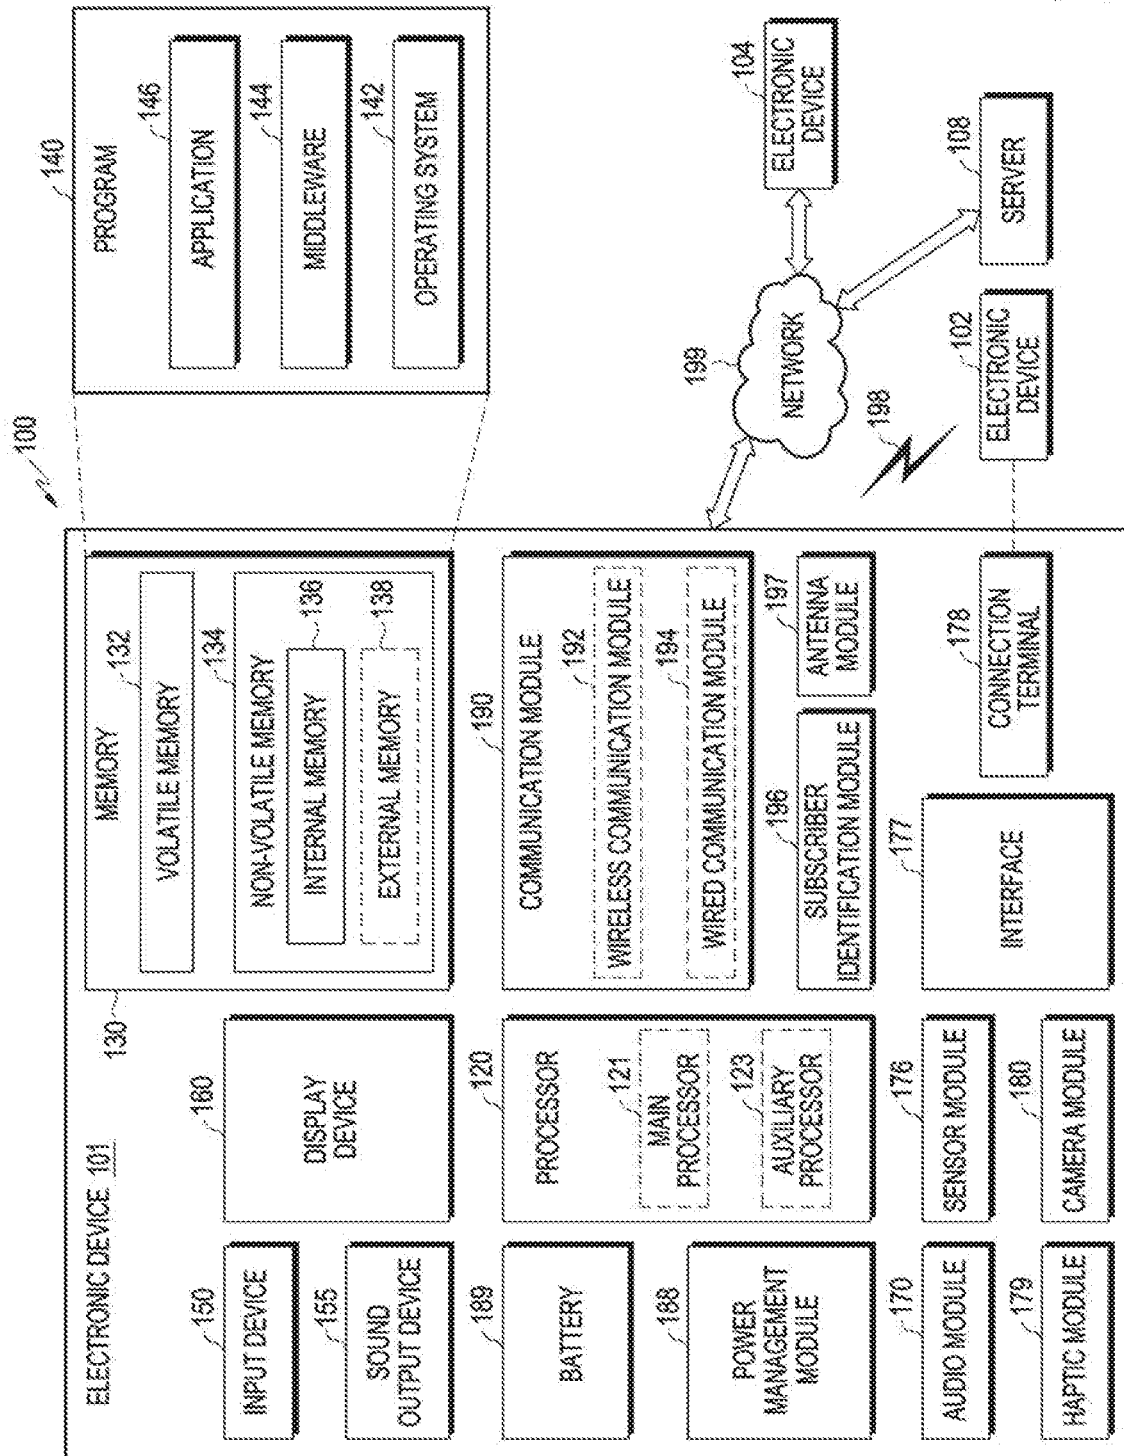 100
ELECTRONIC DEVICE 101
INPUT DEVICE
150
SOUND
OUTPUT DEVICE
155
BATTERY
189
POWER
MANAGEMENT
MODULE
188
AUDIO MODULE
170
HAPTIC MODULE
179
DISPLAY
DEVICE
160
PROCESSOR
120
MAIN
PROCESSOR
121
AUXILIARY
PROCESSOR
123
SENSOR MODULE
176
CAMERA MODULE
180
130
MEMORY
VOLATILE MEMORY
132
NON-VOLATILE MEMORY
134
INTERNAL MEMORY
136
EXTERNAL MEMORY
138
COMMUNICATION MODULE
190
WIRELESS COMMUNICATION MODULE
192
WIRED COMMUNICATION MODULE
194
SUBSCRIBER
IDENTIFICATION MODULE
196
ANTENNA
MODULE
197
INTERFACE
177
CONNECTION
TERMINAL
178
PROGRAM
140
APPLICATION
146
MIDDLEWARE
144
OPERATING SYSTEM
142
NETWORK
199
198
ELECTRONIC
DEVICE
104
SERVER
108
ELECTRONIC
DEVICE
102